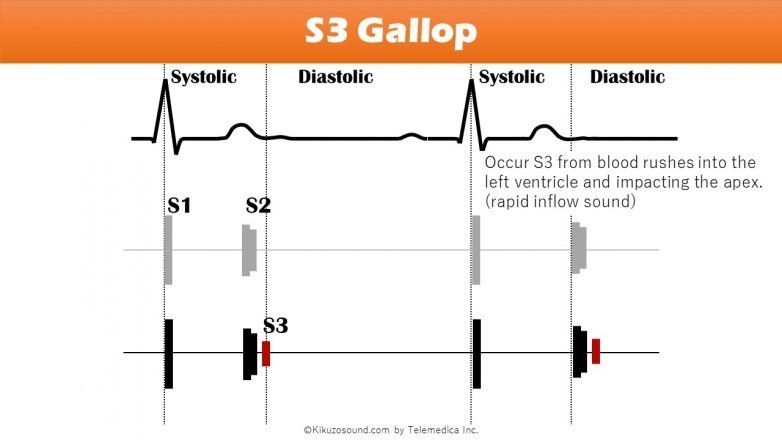 S3 Gallop
Systolic Diastolic Systolic Diastolic
Occur S3 from blood rushes into the
left ventricle and impacting the apex.
(rapid inflow sound)
S1 S2
S3
©Kikuzosound.com by Telemedica Inc.